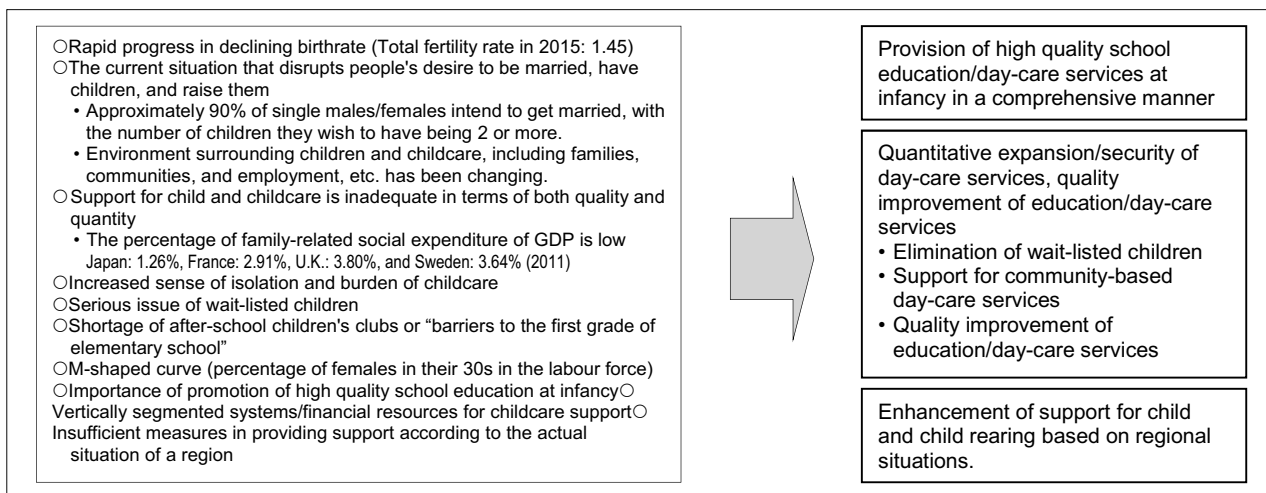 ○Rapid progress in declining birthrate (Total fertility rate in 2015: 1.45)
○The current situation that disrupts people's desire to be married, have
children, and raise them
• Approximately 90% of single males/females intend to get married, with
the number of children they wish to have being 2 or more.
• Environment surrounding children and childcare, including families,
communities, and employment, etc. has been changing.
○Support for child and childcare is inadequate in terms of both quality and
quantity
• The percentage of family-related social expenditure of GDP is low
Japan: 1.26%, France: 2.91%, U.K.: 3.80%, and Sweden: 3.64% (2011)
○Increased sense of isolation and burden of childcare
○Serious issue of wait-listed children
○Shortage of after-school children's clubs or “barriers to the first grade of
elementary school”
○M-shaped curve (percentage of females in their 30s in the labour force)
○Importance of promotion of high quality school education at infancy○
Vertically segmented systems/financial resources for childcare support○
Insufficient measures in providing support according to the actual
situation of a region
Provision of high quality school
education/day-care services at
infancy in a comprehensive manner
Quantitative expansion/security of
day-care services, quality
improvement of education/day-care
services
• Elimination of wait-listed children
• Support for community-based
day-care services
• Quality improvement of
education/day-care services
Enhancement of support for child
and child rearing based on regional
situations.